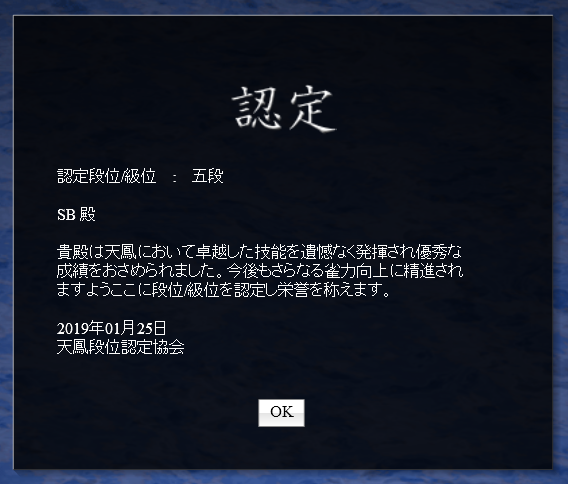 認定
認定段位/級位　:　五段
SB 殿
貴殿は天鳳において卓越した技能を遺憾なく発揮され優秀な
成績をおさめられました。今後もさらなる雀力向上に精進され
ますようここに段位/級位を認定し栄誉を称えます。
2019年01月25日
天鳳段位認定協会
OK